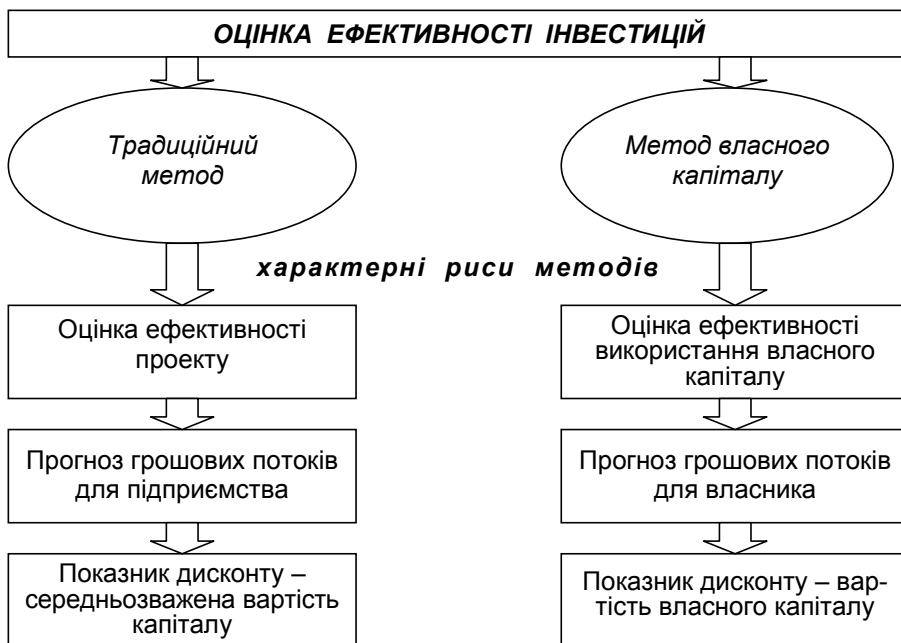 ОЦІНКА ЕФЕКТИВНОСТІ ІНВЕСТИЦІЙ
Традиційний
метод
Метод власного
капіталу
характерні риси методів
Оцінка ефективності
проекту
Оцінка ефективності
використання власного
капіталу
Прогноз грошових потоків
для підприємства
Прогноз грошових потоків
для власника
Показник дисконту –
середньозважена вартість
капіталу
Показник дисконту – вар-
тість власного капіталу